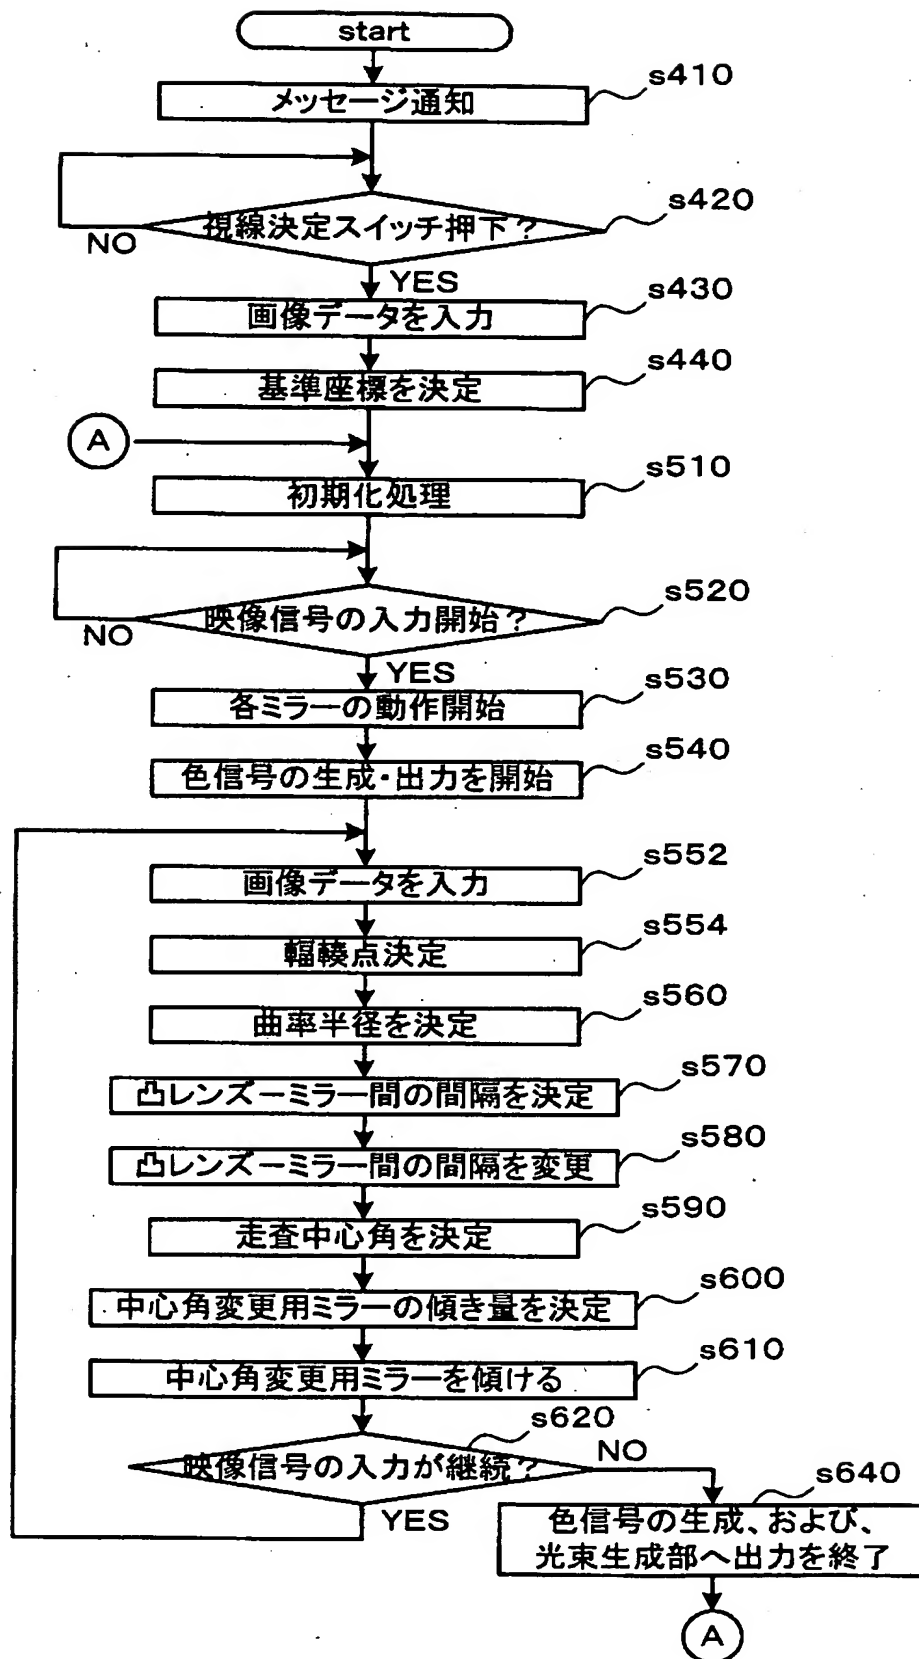 start
メッセージ通知
s410
視線決定スイッチ押下?
s420
NO
YES
画像データを入力
s430
基準座標を決定
s440
A
初期化処理
s510
映像信号の入力開始?
s520
NO
YES
各ミラーの動作開始
s530
色信号の生成・出力を開始
s540
画像データを入力
s552
輻輳点決定
s554
曲率半径を決定
s560
凸レンズーミラー間の間隔を決定
s570
凸レンズーミラー間の間隔を変更
s580
走査中心角を決定
s590
中心角変更用ミラーの傾き量を決定
s600
中心角変更用ミラーを傾ける
s610
映像信号の入力が継続?
s620
NO
YES
色信号の生成、および、
光束生成部へ出力を終了
s640
A